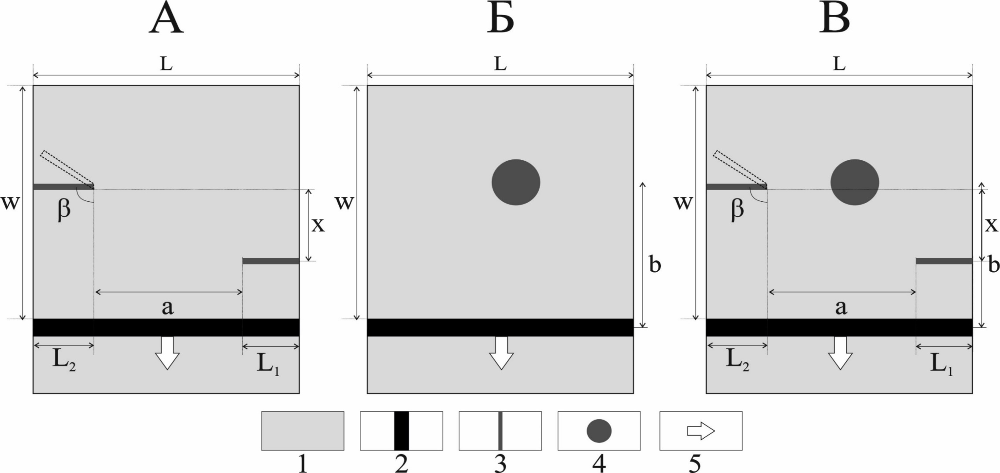 А Б В
L L L
w β x a L₂ L₁
w b
w β x b a L₂ L₁
1 2 3 4 5